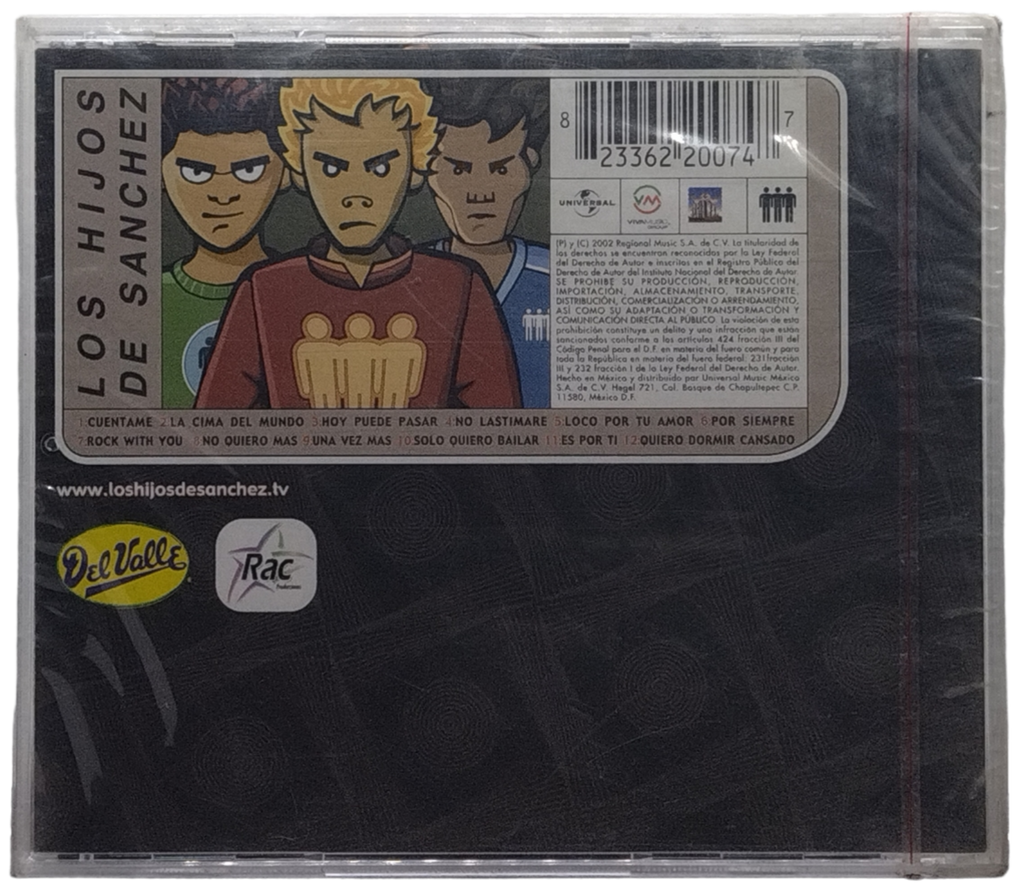 LOS HIJOS
DE SANCHEZ
8 23362 20074 7
UNIVERSAL
VM
VIVAMUSIC
GROUP
(P) y (C) 2002 Regional Music S.A. de C.V. La titularidad de
los derechos se encuentran reconocidos por la Ley Federal
del Derecho de Autor e inscritos en el Registro Público del
Derecho de Autor del Instituto Nacional del Derecho de Autor.
SE PROHIBE SU PRODUCCIÓN, REPRODUCCIÓN,
IMPORTACIÓN, ALMACENAMIENTO, TRANSPORTE,
DISTRIBUCIÓN, COMERCIALIZACIÓN O ARRENDAMIENTO,
ASÍ COMO SU ADAPTACIÓN O TRANSFORMACIÓN Y
COMUNICACIÓN DIRECTA AL PÚBLICO. La violación de esta
prohibición constituye un delito y una infracción que están
sancionados conforme a los artículos 424 fracción III del
Código Penal para el D.F. en materia del fuero común y para
toda la República en materia del fuero federal: 231fracción
III y 232 fracción I de la Ley Federal del Derecho de Autor.
Hecho en México y distribuido por Universal Music México
S.A. de C.V. Hegel 721, Col. Bosque de Chapultepec C.P.
11580, México D.F.
1.CUENTAME 2.LA CIMA DEL MUNDO 3.HOY PUEDE PASAR 4.NO LASTIMARE 5.LOCO POR TU AMOR 6.POR SIEMPRE
7.ROCK WITH YOU 8.NO QUIERO MAS 9.UNA VEZ MAS 10.SOLO QUIERO BAILAR 11.ES POR TI 12.QUIERO DORMIR CANSADO
www.loshijosdesanchez.tv
Del Valle
Rac
Producciones